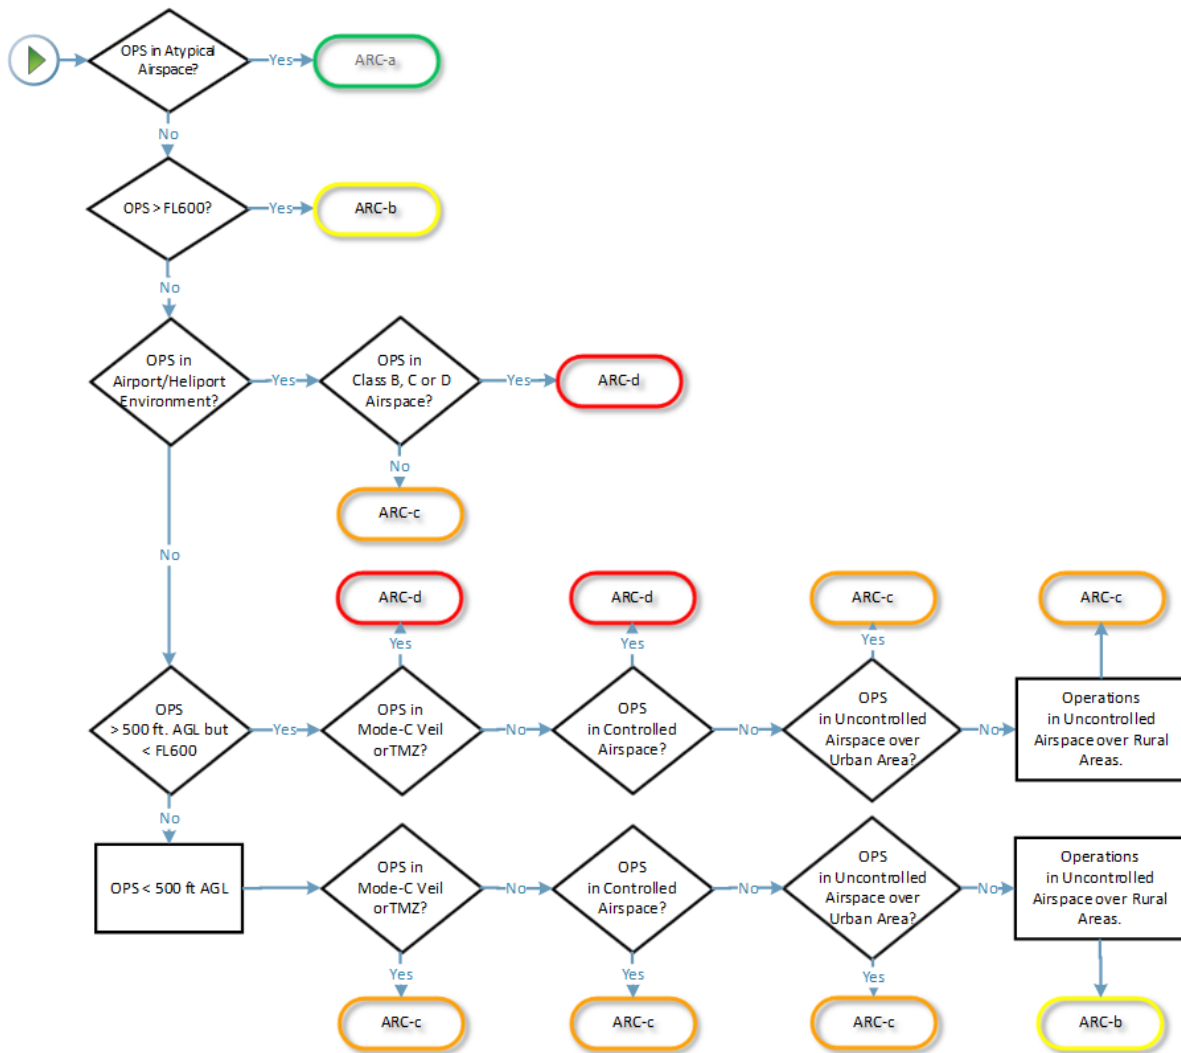 OPS in Atypical
Airspace?
Yes
ARC-a
No
OPS > FL600?
Yes
ARC-b
No
OPS in
Airport/Heliport
Environment?
Yes
OPS in
Class B, C or D
Airspace?
Yes
ARC-d
No
ARC-c
No
ARC-d
ARC-d
ARC-c
ARC-c
Yes
Yes
Yes
OPS
> 500 ft. AGL but
< FL600
Yes
OPS in
Mode-C Veil
orTMZ?
No
OPS
in Controlled
Airspace?
No
OPS
in Uncontrolled
Airspace over
Urban Area?
No
Operations
in Uncontrolled
Airspace over Rural
Areas.
No
OPS < 500 ft AGL
OPS in
Mode-C Veil
orTMZ?
No
OPS
in Controlled
Airspace?
No
OPS
in Uncontrolled
Airspace over
Urban Area?
No
Operations
in Uncontrolled
Airspace over Rural
Areas.
Yes
Yes
Yes
ARC-c
ARC-c
ARC-c
ARC-b